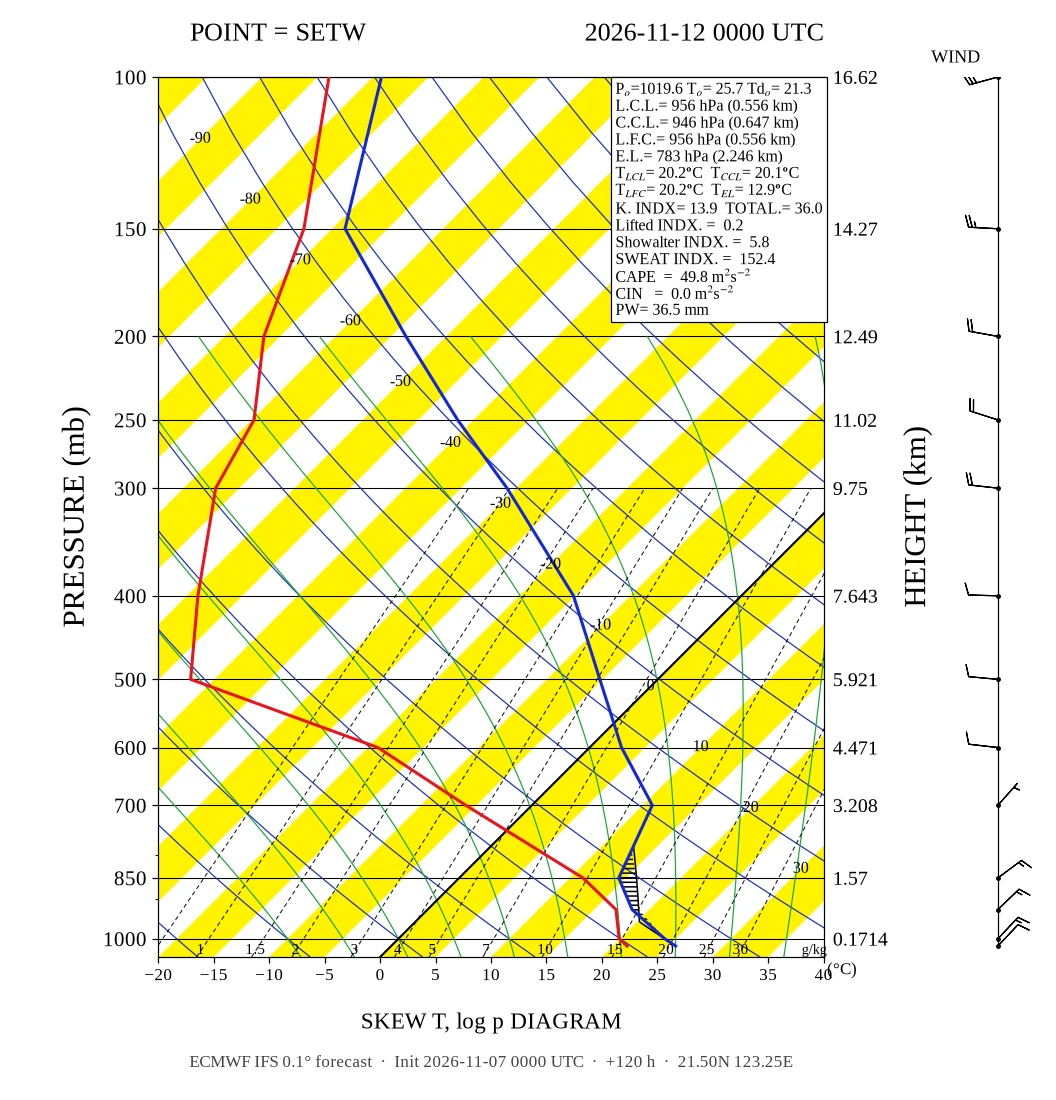 POINT = SETW
2026-11-12 0000 UTC
WIND
Pₒ=1019.6 Tₒ= 25.7 Tdₒ= 21.3
L.C.L.= 956 hPa (0.556 km)
C.C.L.= 946 hPa (0.647 km)
L.F.C.= 956 hPa (0.556 km)
E.L.= 783 hPa (2.246 km)
T_LCL= 20.2°C T_CCL= 20.1°C
T_LFC= 20.2°C T_EL= 12.9°C
K. INDX= 13.9 TOTAL.= 36.0
Lifted INDX. = 0.2
Showalter INDX. = 5.8
SWEAT INDX. = 152.4
CAPE = 49.8 m²s⁻²
CIN = 0.0 m²s⁻²
PW= 36.5 mm
PRESSURE (mb)
100
150
200
250
300
400
500
600
700
850
1000
-90
-80
-70
-60
-50
-40
-30
-20
-10
0
10
20
30
16.62
14.27
12.49
11.02
9.75
7.643
5.921
4.471
3.208
1.57
0.1714
HEIGHT (km)
1 1.5 2 3 4 5 7 10 15 20 25 30 g/kg
−20 −15 −10 −5 0 5 10 15 20 25 30 35 40 (°C)
SKEW T, log p DIAGRAM
ECMWF IFS 0.1° forecast · Init 2026-11-07 0000 UTC · +120 h · 21.50N 123.25E